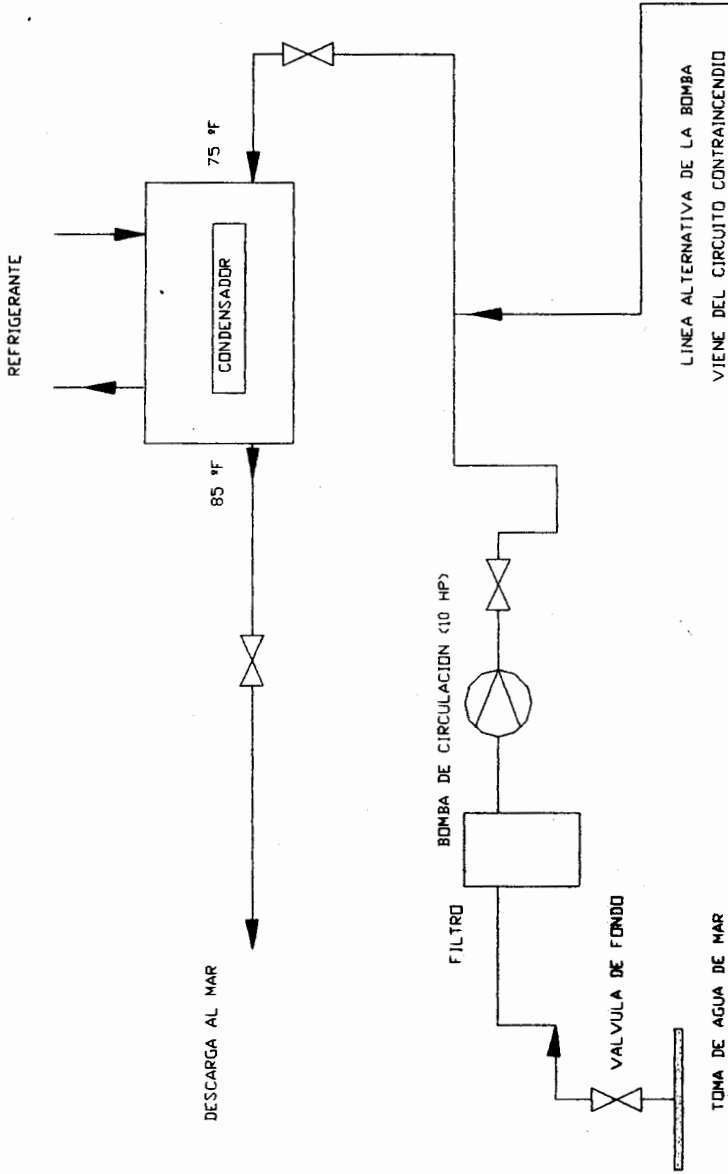 REFRIGERANTE
75 ºF
CONDENSADOR
85 ºF
DESCARGA AL MAR
BOMBA DE CIRCULACION (10 HP)
FILTRO
VALVULA DE FONDO
TOMA DE AGUA DE MAR
LINEA ALTERNATIVA DE LA BOMBA
VIENE DEL CIRCUITO CONTRAINCENDIO